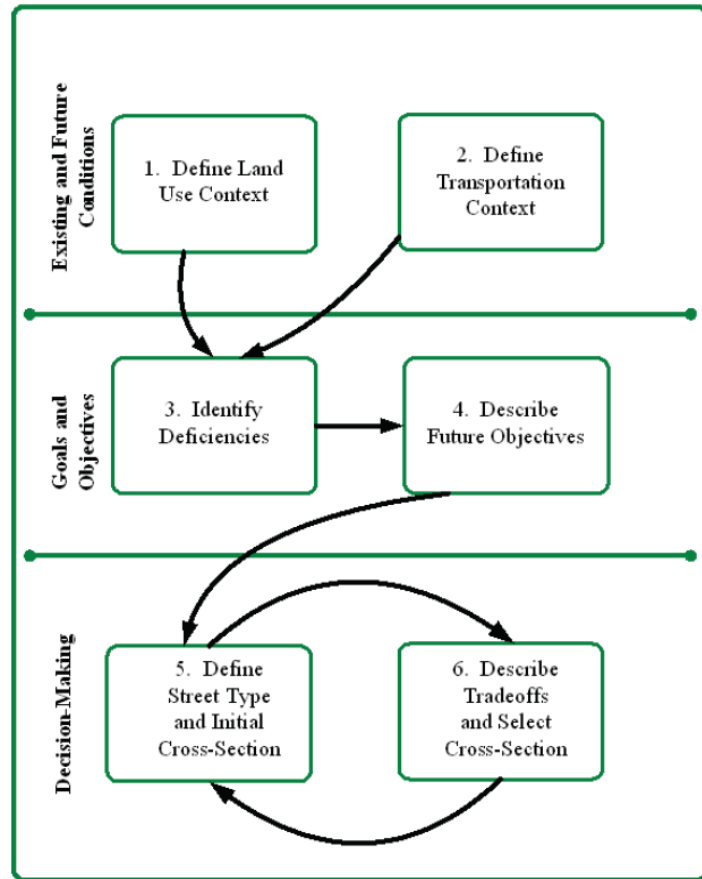 Existing and Future
Conditions
1. Define Land
Use Context
2. Define
Transportation
Context
Goals and
Objectives
3. Identify
Deficiencies
4. Describe
Future Objectives
Decision-Making
5. Define
Street Type
and Initial
Cross-Section
6. Describe
Tradeoffs
and Select
Cross-Section